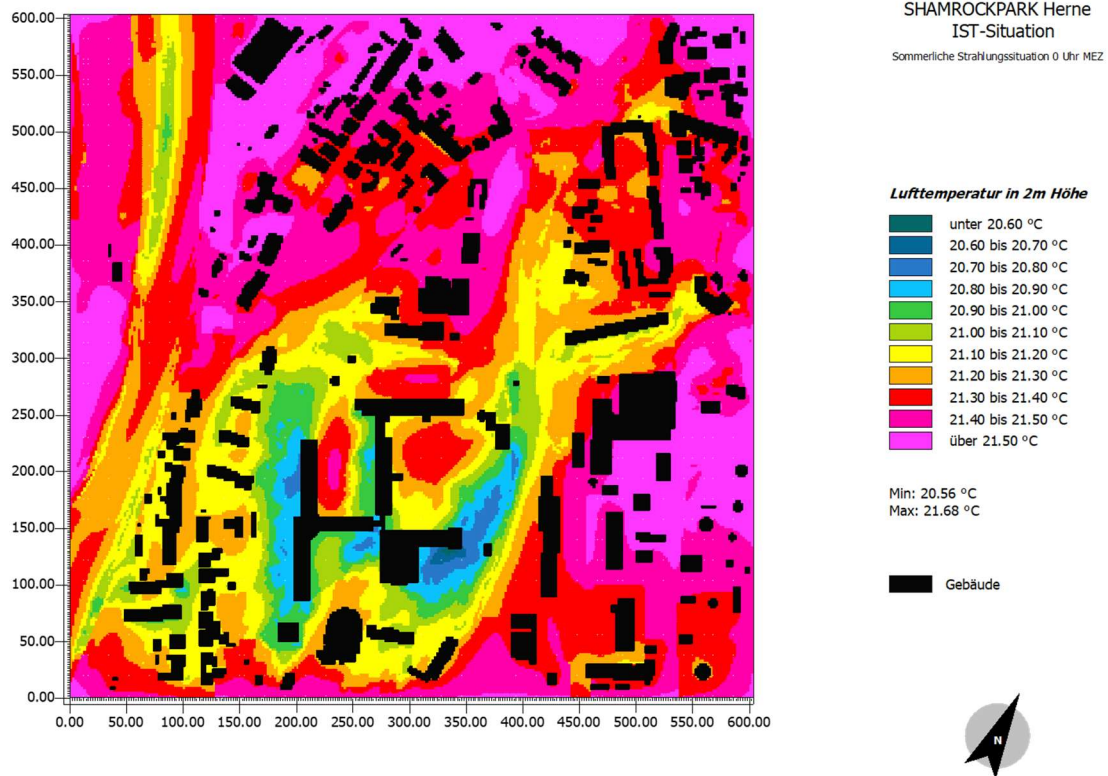 SHAMROCKPARK Herne
IST-Situation
Sommerliche Strahlungssituation 0 Uhr MEZ
600.00
550.00
500.00
450.00
400.00
350.00
300.00
250.00
200.00
150.00
100.00
50.00
0.00
0.00 50.00 100.00 150.00 200.00 250.00 300.00 350.00 400.00 450.00 500.00 550.00 600.00
Lufttemperatur in 2m Höhe
unter 20.60 °C
20.60 bis 20.70 °C
20.70 bis 20.80 °C
20.80 bis 20.90 °C
20.90 bis 21.00 °C
21.00 bis 21.10 °C
21.10 bis 21.20 °C
21.20 bis 21.30 °C
21.30 bis 21.40 °C
21.40 bis 21.50 °C
über 21.50 °C
Min: 20.56 °C
Max: 21.68 °C
Gebäude
N